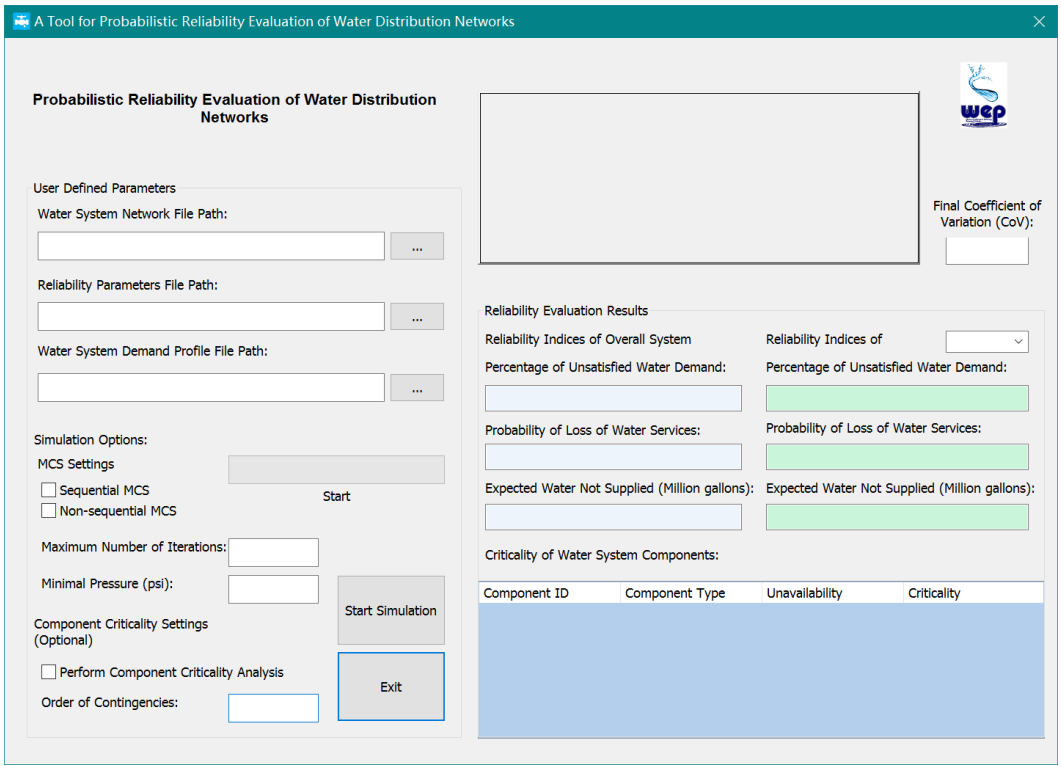 A Tool for Probabilistic Reliability Evaluation of Water Distribution Networks
Probabilistic Reliability Evaluation of Water Distribution
Networks
wep
User Defined Parameters
Water System Network File Path:
...
Reliability Parameters File Path:
...
Water System Demand Profile File Path:
...
Simulation Options:
MCS Settings
Sequential MCS
Non-sequential MCS
Start
Maximum Number of Iterations:
Minimal Pressure (psi):
Start Simulation
Component Criticality Settings
(Optional)
Perform Component Criticality Analysis
Order of Contingencies:
Exit
Final Coefficient of
Variation (CoV):
Reliability Evaluation Results
Reliability Indices of Overall System
Reliability Indices of
Percentage of Unsatisfied Water Demand:
Percentage of Unsatisfied Water Demand:
Probability of Loss of Water Services:
Probability of Loss of Water Services:
Expected Water Not Supplied (Million gallons):
Expected Water Not Supplied (Million gallons):
Criticality of Water System Components:
Component ID
Component Type
Unavailability
Criticality